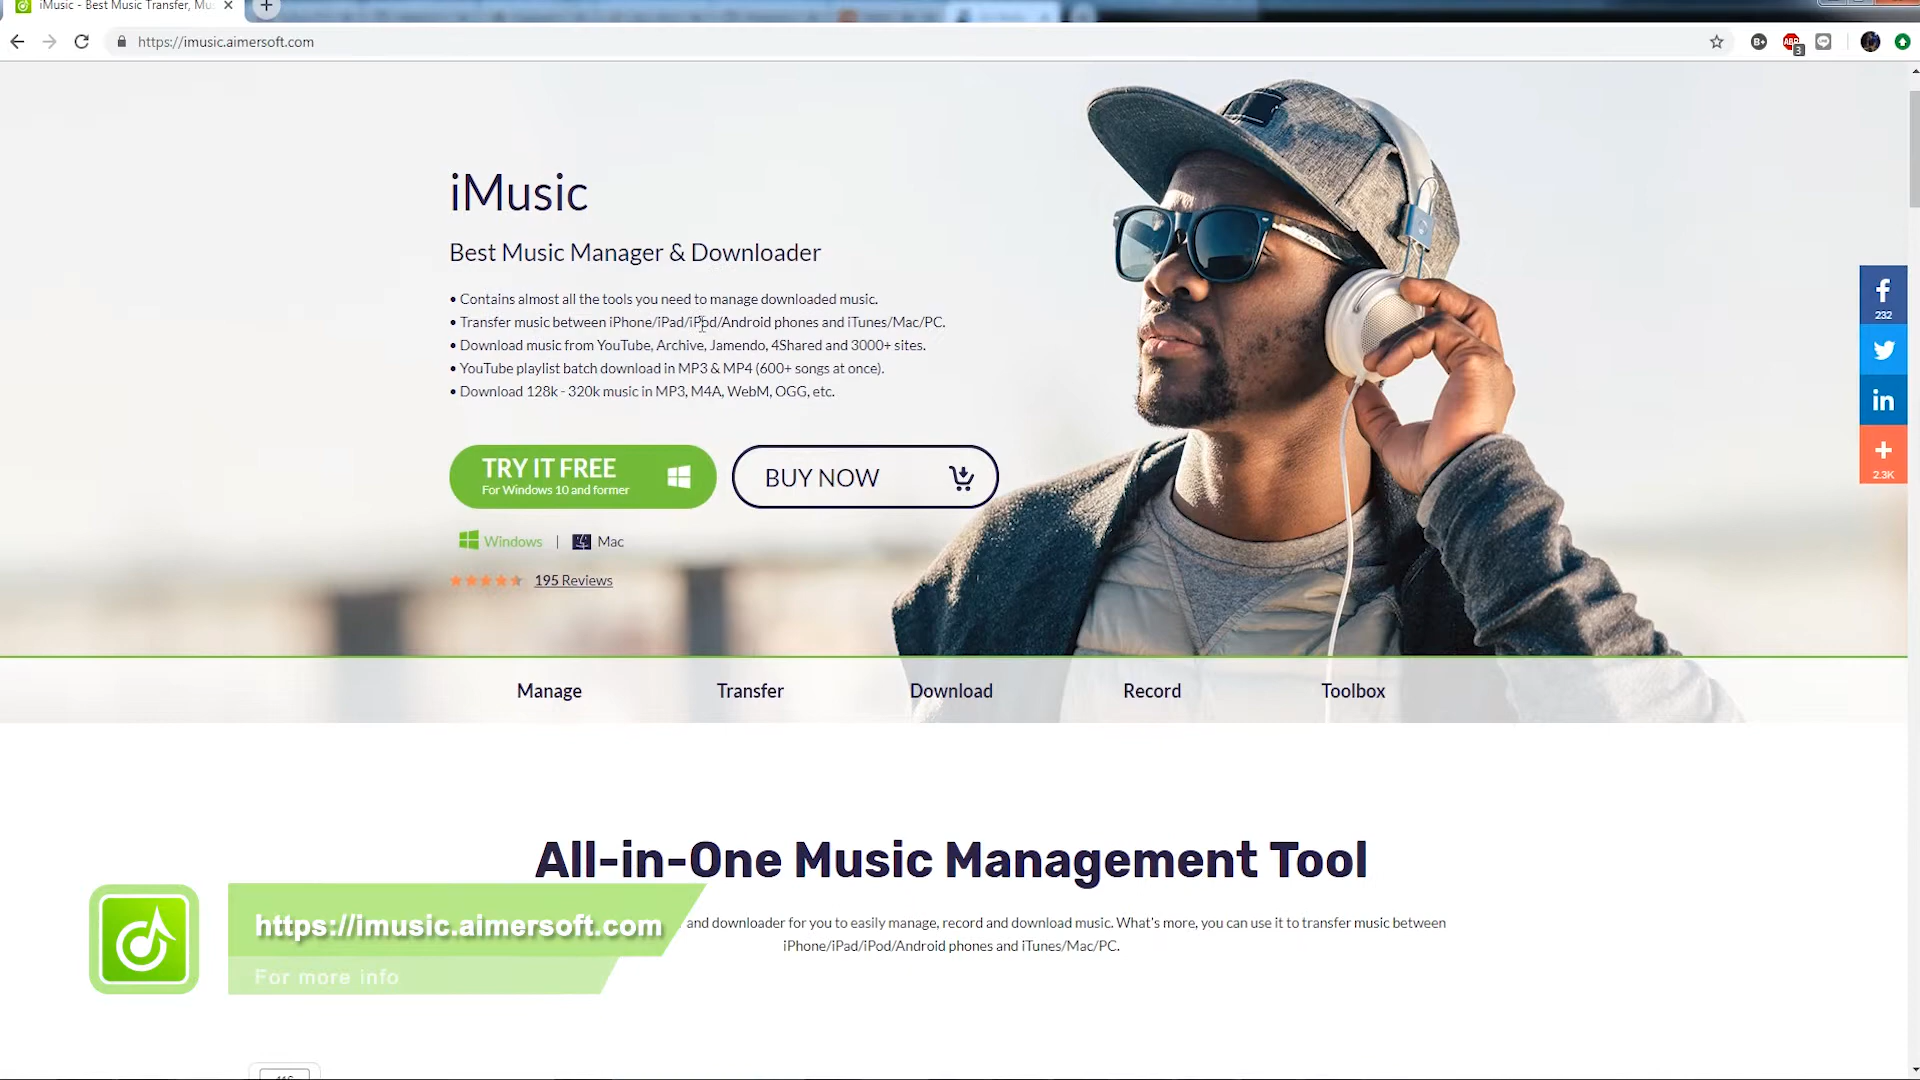 iMusic - Best Music Transfer, Mu
https://imusic.aimersoft.com
ABP
3
iMusic
Best Music Manager & Downloader
• Contains almost all the tools you need to manage downloaded music.
• Transfer music between iPhone/iPad/iPod/Android phones and iTunes/Mac/PC.
• Download music from YouTube, Archive, Jamendo, 4Shared and 3000+ sites.
• YouTube playlist batch download in MP3 & MP4 (600+ songs at once).
• Download 128k - 320k music in MP3, M4A, WebM, OGG, etc.
TRY IT FREE
For Windows 10 and former
BUY NOW
Windows | Mac
195 Reviews
232
2.3K
Manage Transfer Download Record Toolbox
All-in-One Music Management Tool
and downloader for you to easily manage, record and download music. What's more, you can use it to transfer music between
iPhone/iPad/iPod/Android phones and iTunes/Mac/PC.
https://imusic.aimersoft.com
For more info